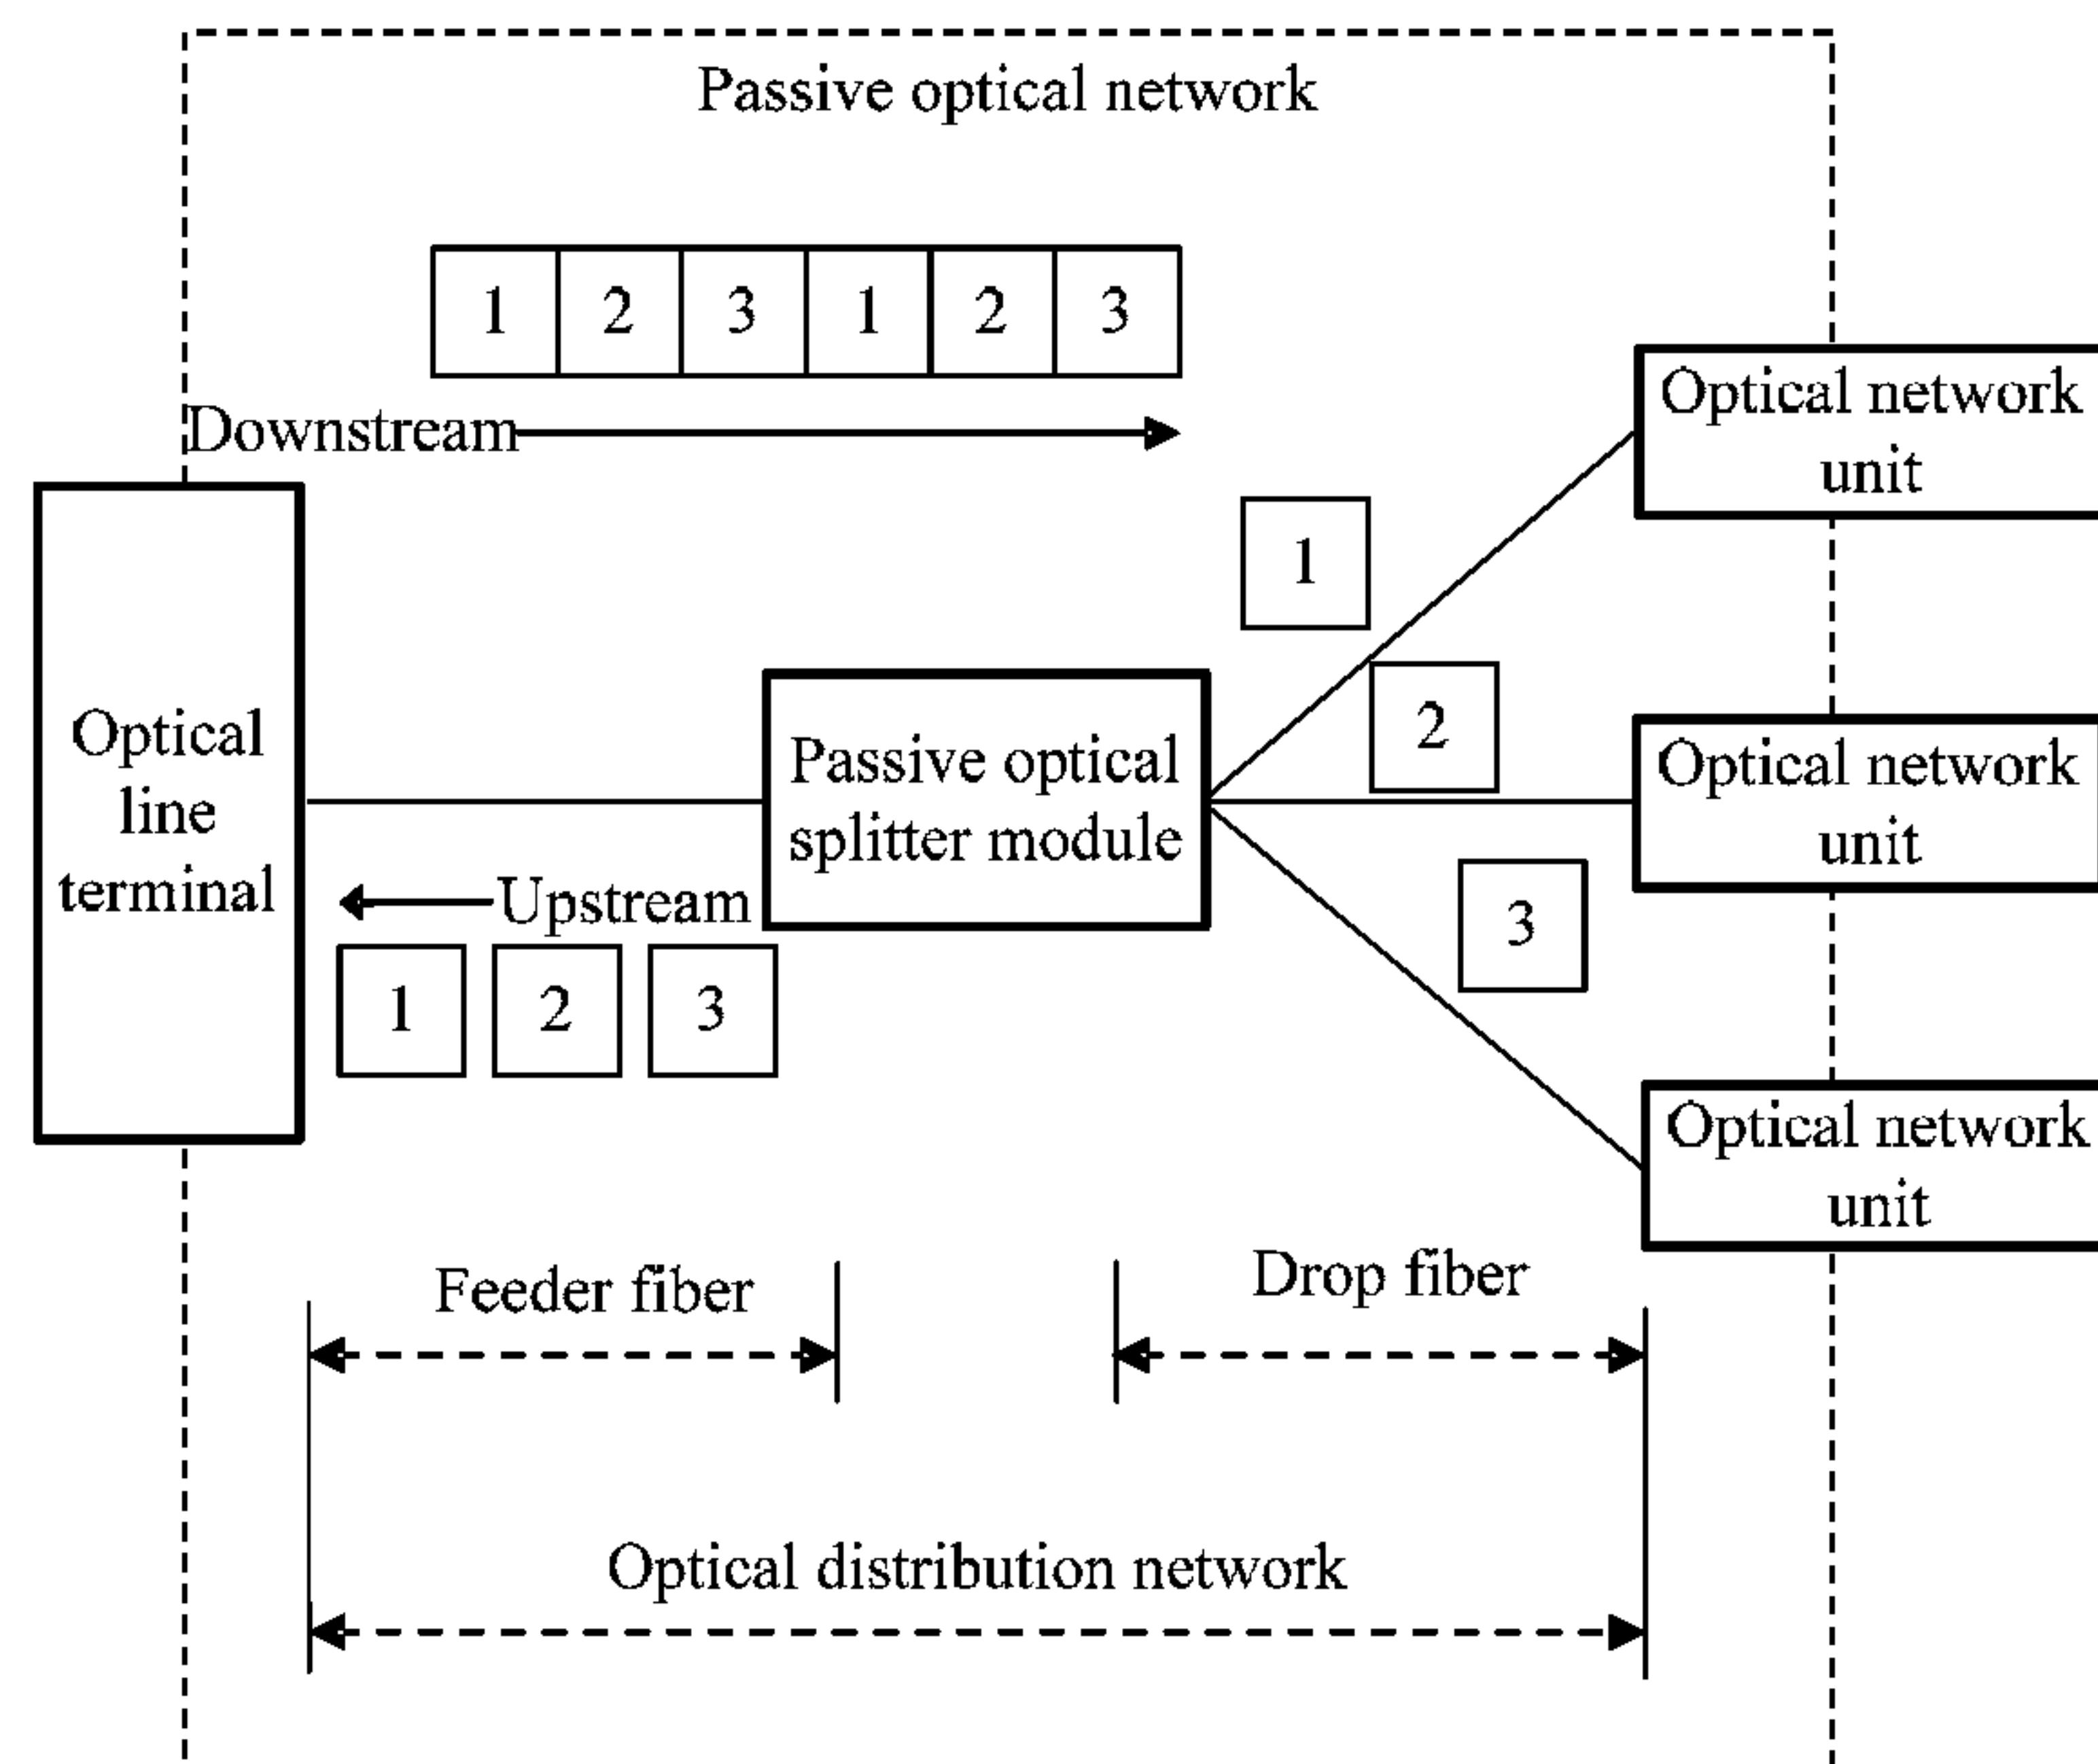 Passive optical network
1 2 3 1 2 3
Downstream
Optical network
unit
1
2
Optical
line
terminal
Passive optical
splitter module
Optical network
unit
Upstream
3
1 2 3
Optical network
unit
Feeder fiber
Drop fiber
Optical distribution network